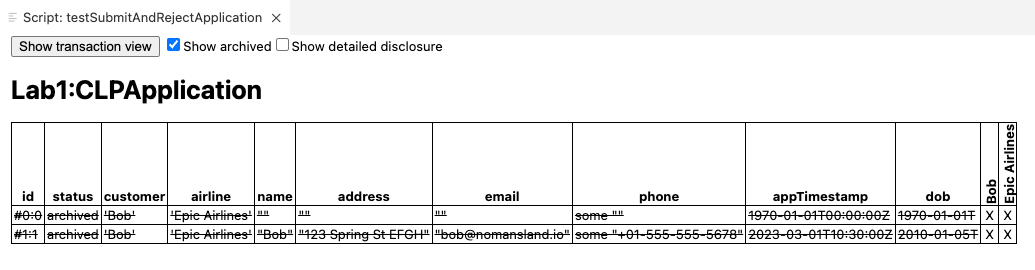 Script: testSubmitAndRejectApplication ×
Show transaction view Show archived Show detailed disclosure
Lab1:CLPApplication
id status customer airline name address email phone appTimestamp dob Bob Epic Airlines
#0:0 archived 'Bob' 'Epic Airlines' "" "" "" some "" 1970-01-01T00:00:00Z 1970-01-01T X X
#1:1 archived 'Bob' 'Epic Airlines' "Bob" "123 Spring St EFGH" "bob@nomansland.io" some "+01-555-555-5678" 2023-03-01T10:30:00Z 2010-01-05T X X